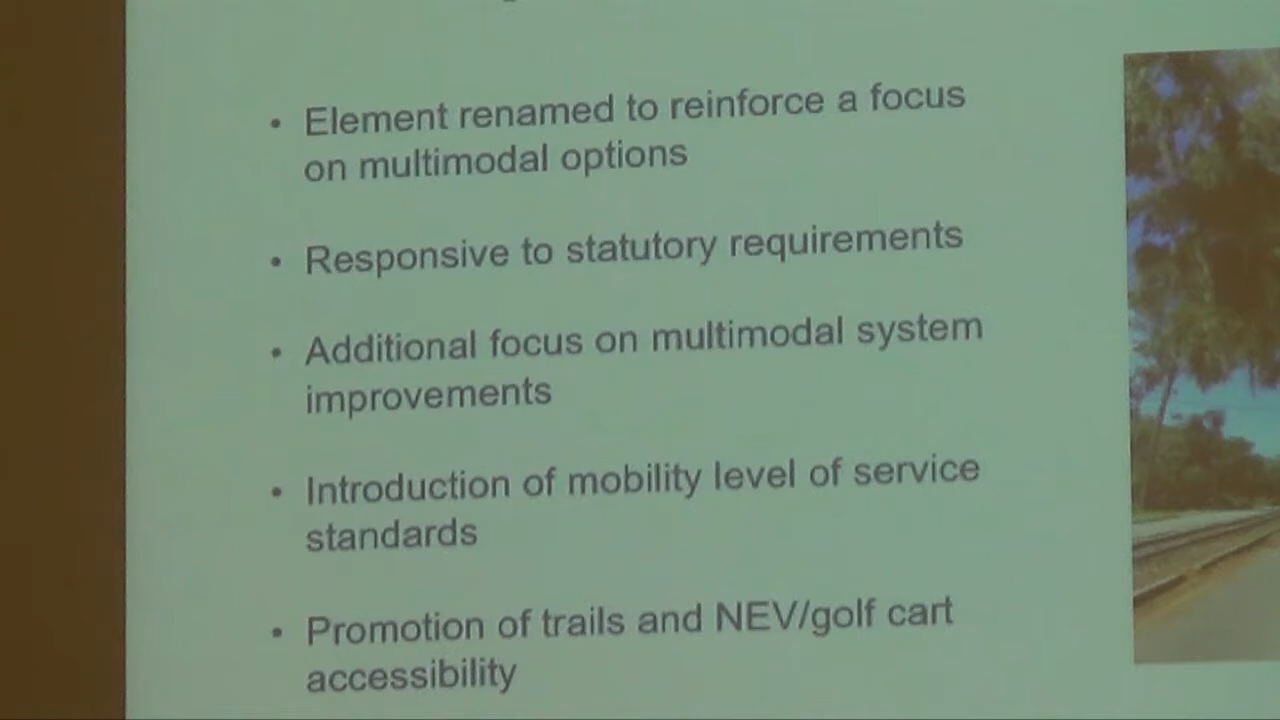 • Element renamed to reinforce a focus
on multimodal options
• Responsive to statutory requirements
• Additional focus on multimodal system
improvements
• Introduction of mobility level of service
standards
• Promotion of trails and NEV/golf cart
accessibility